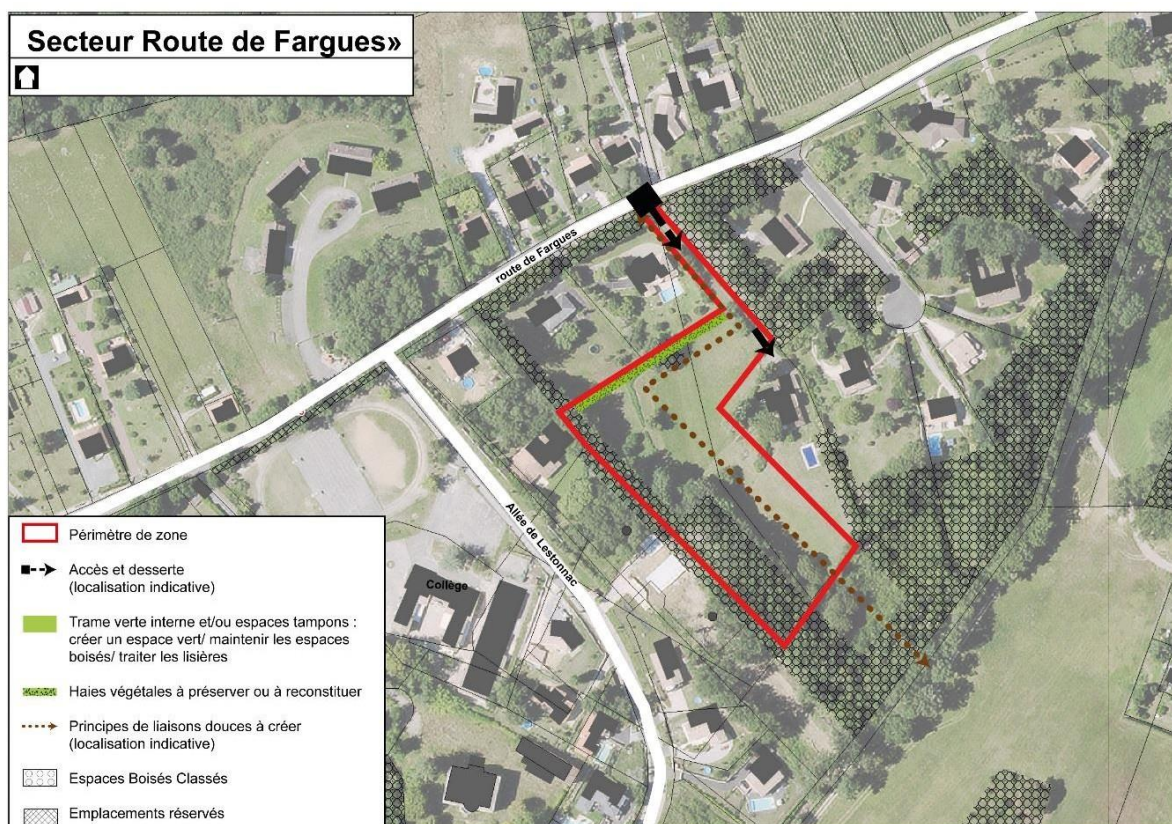 Secteur Route de Fargues»
route de Fargues
Allée de Lestonnac
Collège
Périmètre de zone
Accès et desserte
(localisation indicative)
Trame verte interne et/ou espaces tampons :
créer un espace vert/ maintenir les espaces
boisés/ traiter les lisières
Haies végétales à préserver ou à reconstituer
Principes de liaisons douces à créer
(localisation indicative)
Espaces Boisés Classés
Emplacements réservés